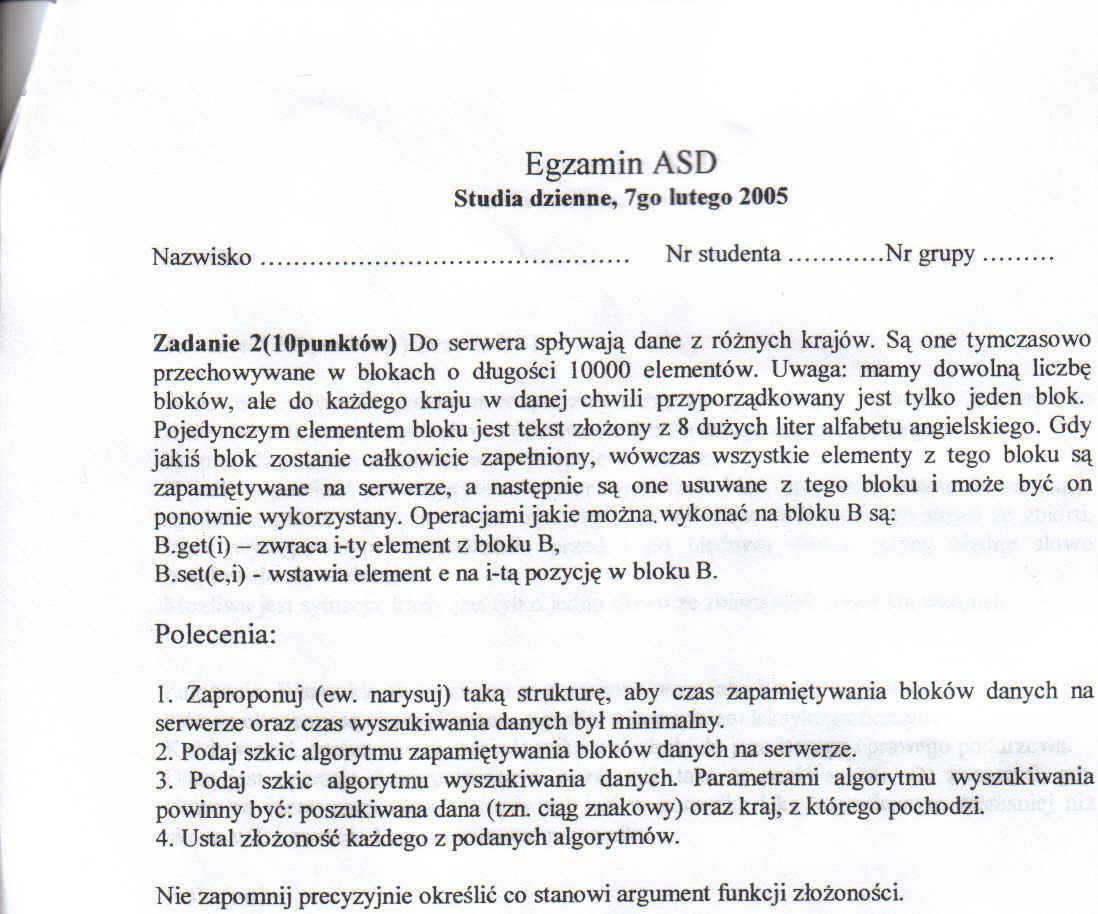 Egzamin ASD
Studia dzienne, 7go lutego 2005
Nazwisko ............................................. Nr studenta ............Nr grupy .........
Zadanie 2(10punktów) Do serwera spływają dane z różnych krajów. Są one tymczasowo
przechowywane w blokach o długości 10000 elementów. Uwaga: mamy dowolną liczbę
bloków, ale do każdego kraju w danej chwili przyporządkowany jest tylko jeden blok.
Pojedynczym elementem bloku jest tekst złożony z 8 dużych liter alfabetu angielskiego. Gdy
jakiś blok zostanie całkowicie zapełniony, wówczas wszystkie elementy z tego bloku są
zapamiętywane na serwerze, a następnie są one usuwane z tego bloku i może być on
ponownie wykorzystany. Operacjami jakie można wykonać na bloku B są:
B.get(i) – zwraca i-ty element z bloku B,
B.set(e,i) - wstawia element e na i-tą pozycję w bloku B.
Polecenia:
1. Zaproponuj (ew. narysuj) taką strukturę, aby czas zapamiętywania bloków danych na
serwerze oraz czas wyszukiwania danych był minimalny.
2. Podaj szkic algorytmu zapamiętywania bloków danych na serwerze.
3. Podaj szkic algorytmu wyszukiwania danych. Parametrami algorytmu wyszukiwania
powinny być: poszukiwana dana (tzn. ciąg znakowy) oraz kraj, z którego pochodzi.
4. Ustal złożoność każdego z podanych algorytmów.
Nie zapomnij precyzyjnie określić co stanowi argument funkcji złożoności.